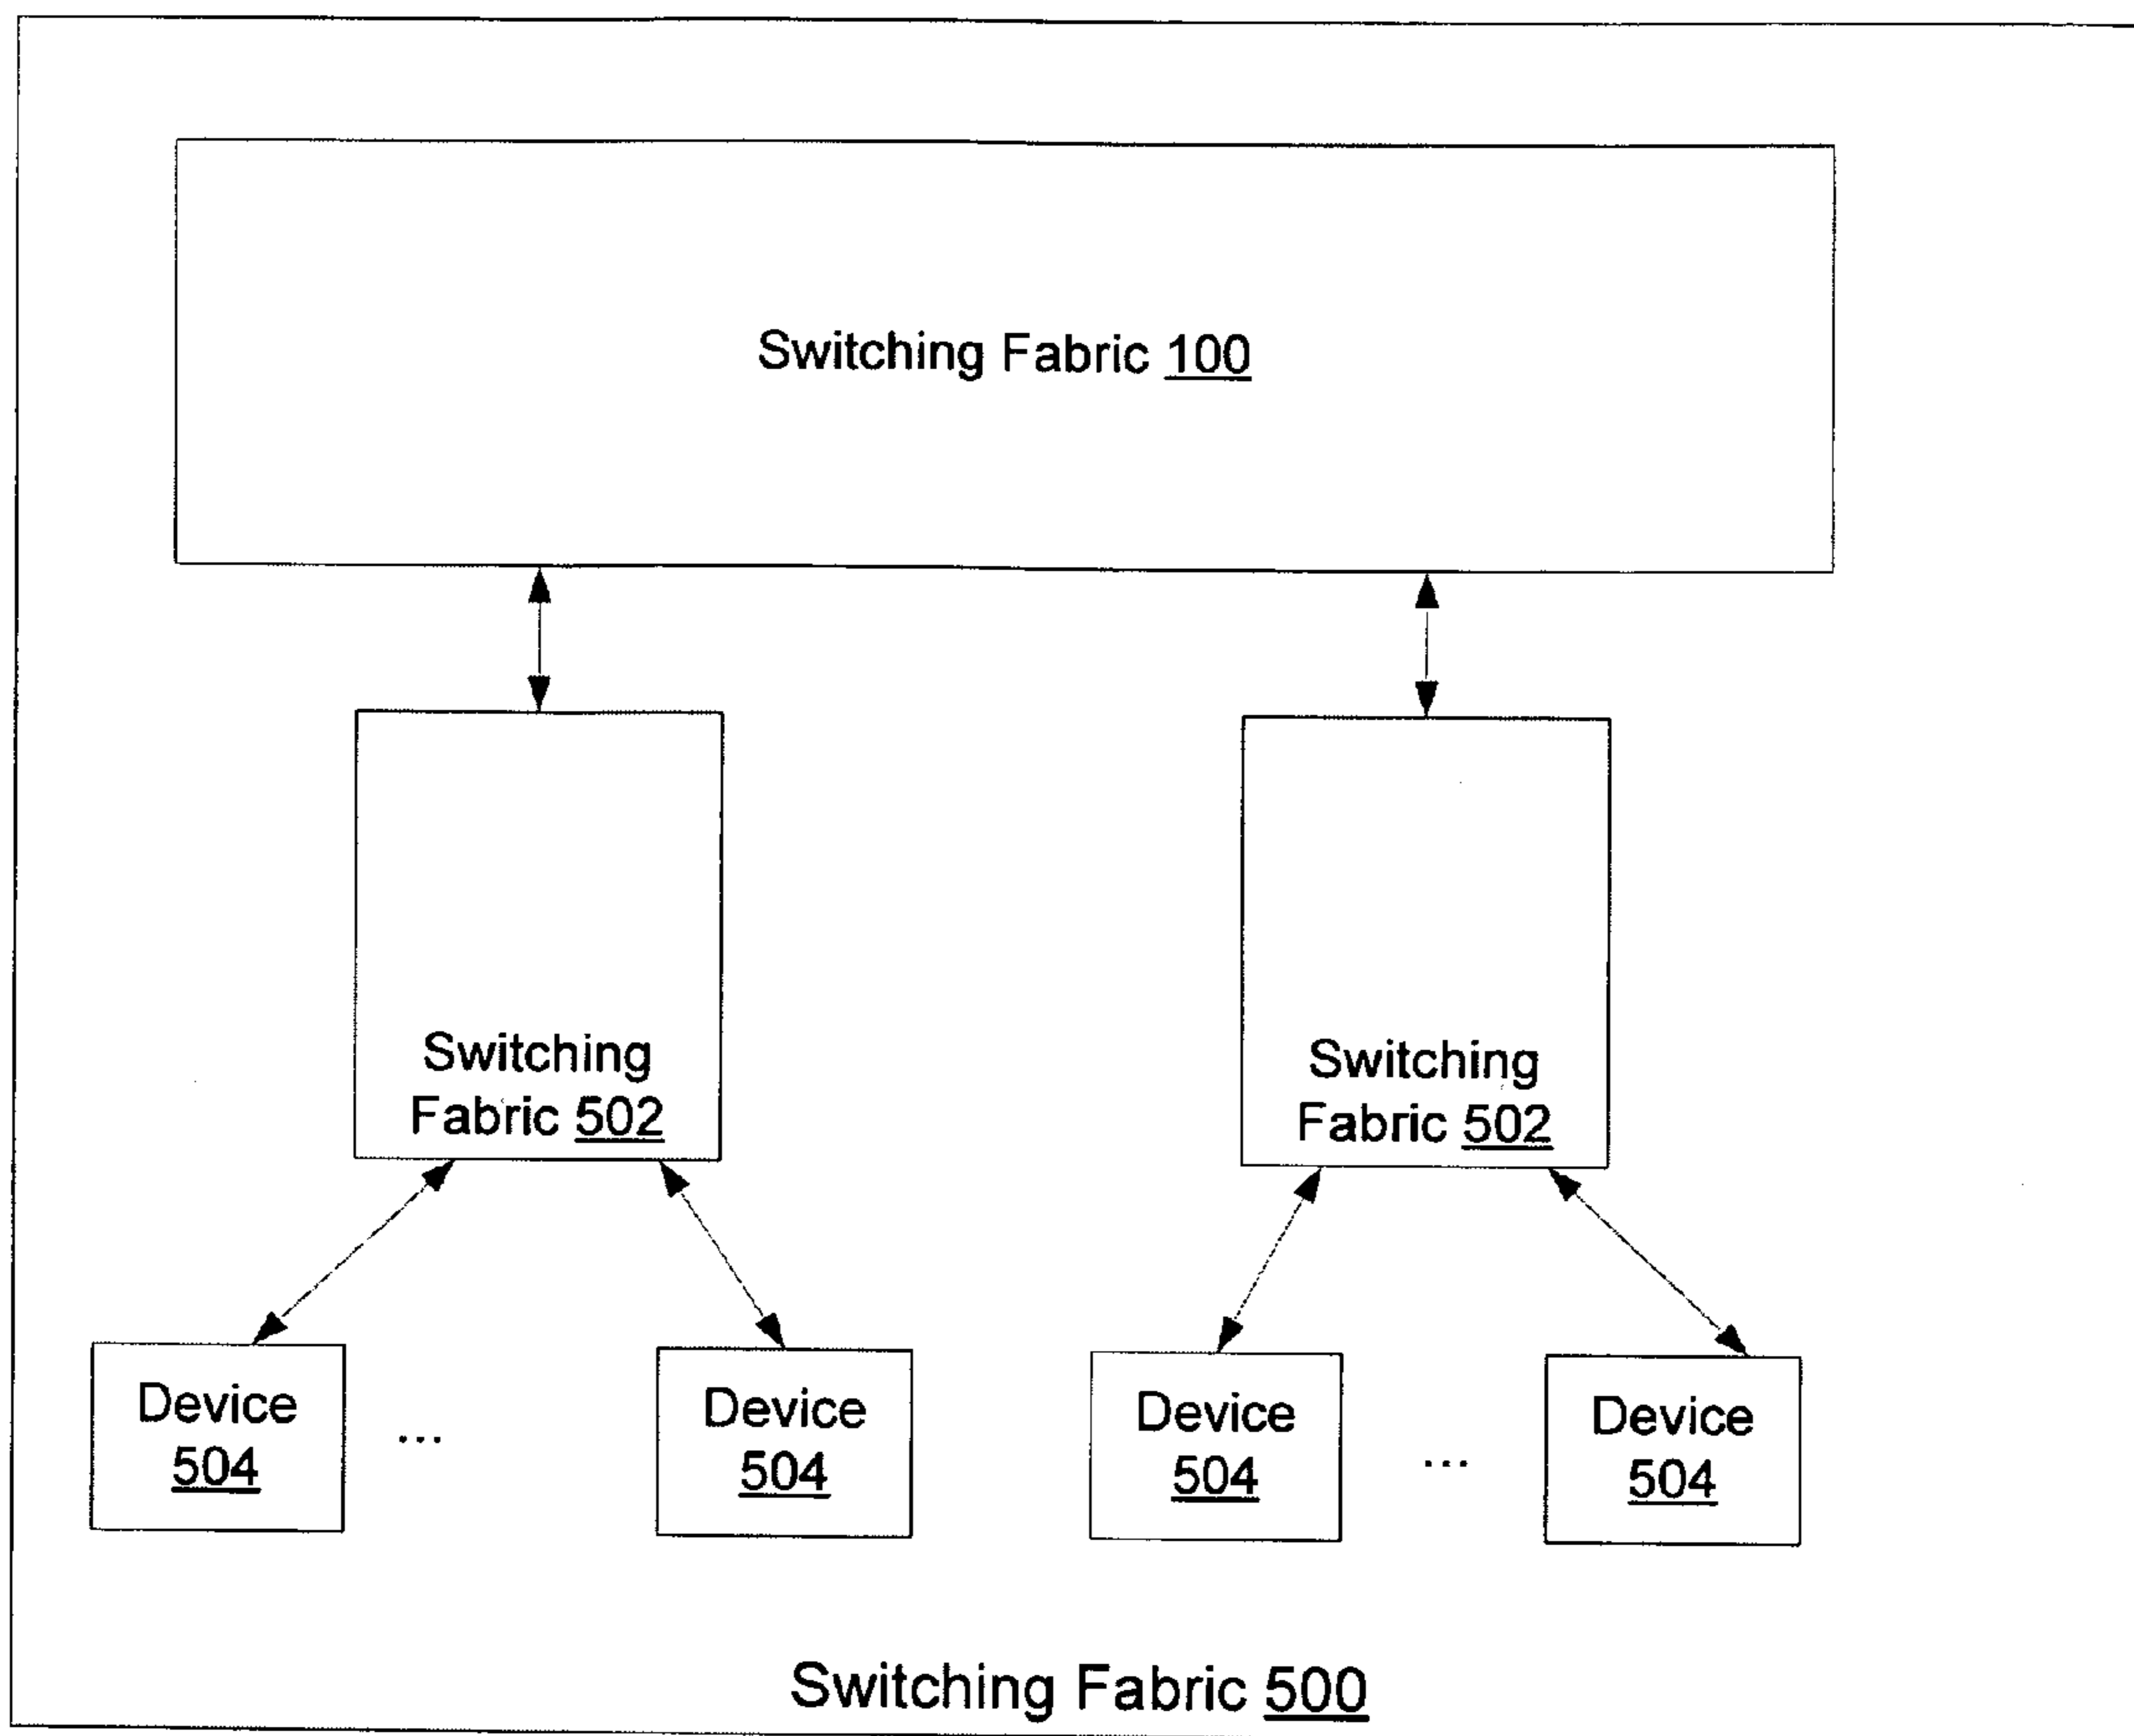 Switching Fabric 100
Switching
Fabric 502
Switching
Fabric 502
Device
504
...
Device
504
Device
504
...
Device
504
Switching Fabric 500